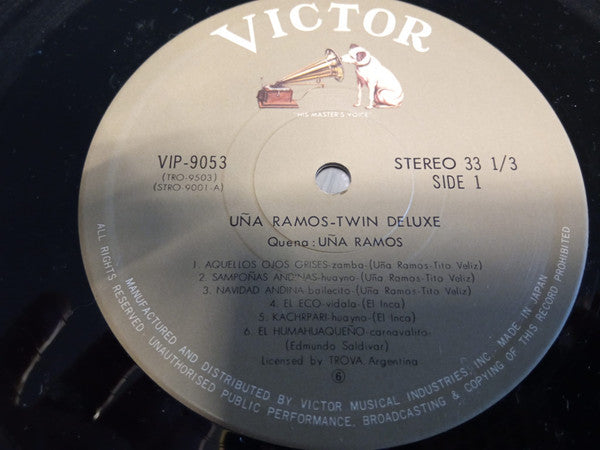 VICTOR
"HIS MASTER'S VOICE"
VIP-9053
(TRO-9503)
(STRO-9001-A)
STEREO 33 1/3
SIDE 1
UÑA RAMOS-TWIN DELUXE
Quena : UÑA RAMOS
1. AQUELLOS OJOS GRISES-zamba-(Uña Ramos-Tito Veliz)
2. SAMPOÑAS ANDINAS-huayno-(Uña Ramos-Tito Veliz)
3. NAVIDAD ANDINA-bailecito-(Uña Ramos-Tito Veliz)
4. EL ECO-vidala-(El Inca)
5. KACHRPARI-huayno-(El Inca)
6. EL HUMAHUAQUEÑO-carnavalito-
(Edmundo Saldivar)
Licensed by TROVA, Argentina
6
MANUFACTURED AND DISTRIBUTED BY VICTOR MUSICAL INDUSTRIES, INC. MADE IN JAPAN
ALL RIGHTS RESERVED. UNAUTHORISED PUBLIC PERFORMANCE, BROADCASTING & COPYING OF THIS RECORD PROHIBITED